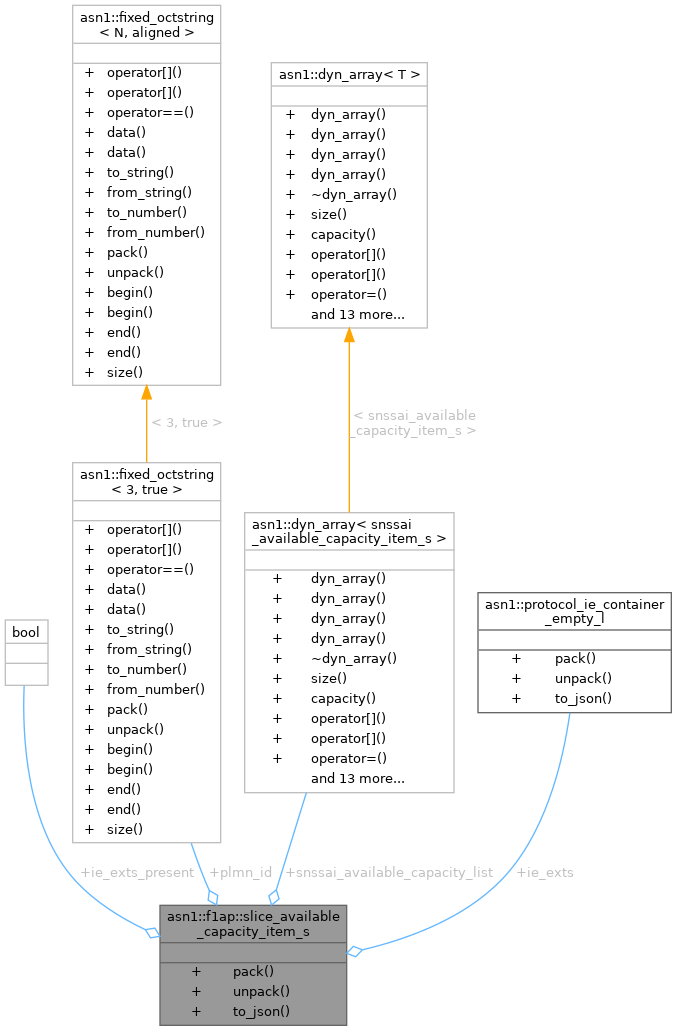 asn1::fixed_octstring
< N, aligned >
+ operator[]()
+ operator[]()
+ operator==()
+ data()
+ data()
+ to_string()
+ from_string()
+ to_number()
+ from_number()
+ pack()
+ unpack()
+ begin()
+ begin()
+ end()
+ end()
+ size()
asn1::dyn_array< T >
+ dyn_array()
+ dyn_array()
+ dyn_array()
+ dyn_array()
+ ~dyn_array()
+ size()
+ capacity()
+ operator[]()
+ operator[]()
+ operator=()
and 13 more...
< 3, true >
< snssai_available
_capacity_item_s >
asn1::fixed_octstring
< 3, true >
+ operator[]()
+ operator[]()
+ operator==()
+ data()
+ data()
+ to_string()
+ from_string()
+ to_number()
+ from_number()
+ pack()
+ unpack()
+ begin()
+ begin()
+ end()
+ end()
+ size()
asn1::dyn_array< snssai
_available_capacity_item_s >
+ dyn_array()
+ dyn_array()
+ dyn_array()
+ dyn_array()
+ ~dyn_array()
+ size()
+ capacity()
+ operator[]()
+ operator[]()
+ operator=()
and 13 more...
asn1::protocol_ie_container
_empty_l
+ pack()
+ unpack()
+ to_json()
bool
+ie_exts_present
+plmn_id
+snssai_available_capacity_list
+ie_exts
asn1::f1ap::slice_available
_capacity_item_s
+ pack()
+ unpack()
+ to_json()